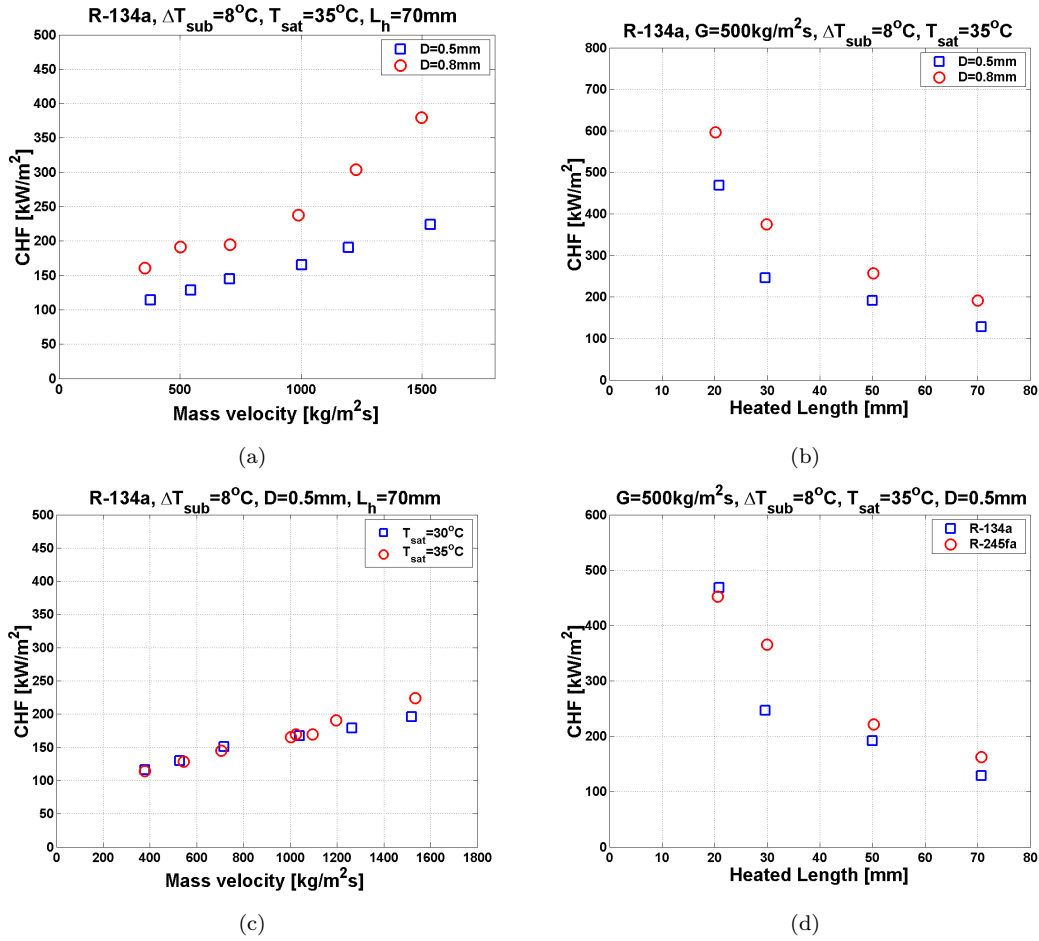 R-134a, ΔT_sub=8°C, T_sat=35°C, L_h=70mm
CHF [kW/m²]
500
450
400
350
300
250
200
150
100
50
0
D=0.5mm
D=0.8mm
0 500 1000 1500
Mass velocity [kg/m²s]
(a)
R-134a, G=500kg/m²s, ΔT_sub=8°C, T_sat=35°C
CHF [kW/m²]
800
700
600
500
400
300
200
100
0
D=0.5mm
D=0.8mm
0 10 20 30 40 50 60 70 80
Heated Length [mm]
(b)
R-134a, ΔT_sub=8°C, D=0.5mm, L_h=70mm
CHF [kW/m²]
500
450
400
350
300
250
200
150
100
50
0
T_sat=30°C
T_sat=35°C
0 200 400 600 800 1000 1200 1400 1600 1800
Mass velocity [kg/m²s]
(c)
G=500kg/m²s, ΔT_sub=8°C, T_sat=35°C, D=0.5mm
CHF [kW/m²]
600
500
400
300
200
100
0
R-134a
R-245fa
0 10 20 30 40 50 60 70 80
Heated Length [mm]
(d)